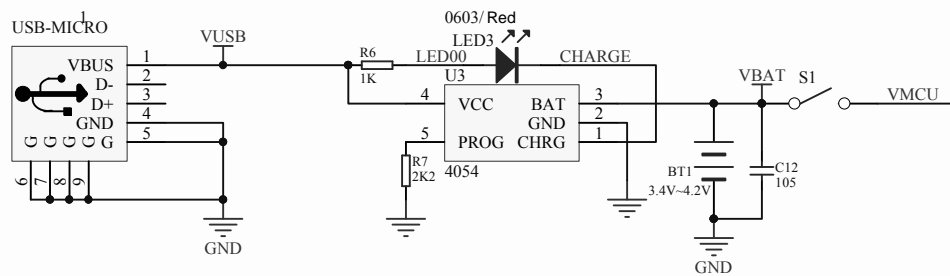 1
USB-MICRO
VBUS 1
D- 2
D+ 3
GND 4
G 5
G G G G
6 7 8 9
VUSB
GND
R6
1K
LED00
0603/Red
LED3
CHARGE
U3
4 VCC
5 PROG
BAT 3
GND 2
CHRG 1
4054
R7
2K2
VBAT
S1
VMCU
BT1
3.4V~4.2V
C12
105
GND